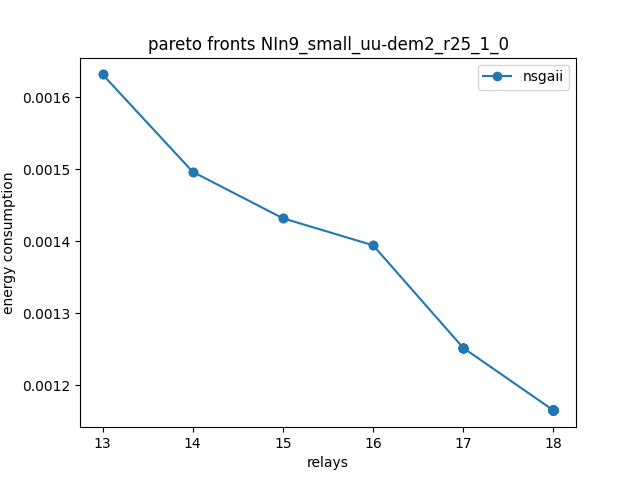 pareto fronts NIn9_small_uu-dem2_r25_1_0
nsgaii
energy consumption
0.0016
0.0015
0.0014
0.0013
0.0012
13 14 15 16 17 18
relays